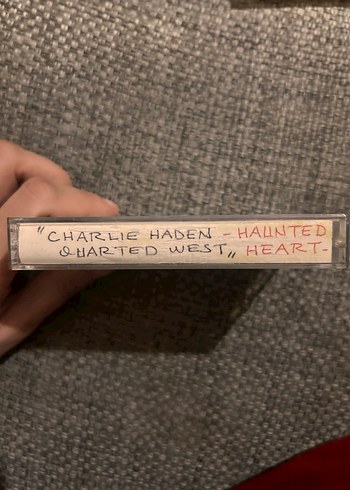 "CHARLIE HADEN - HAUNTED
QUARTED WEST„ HEART-